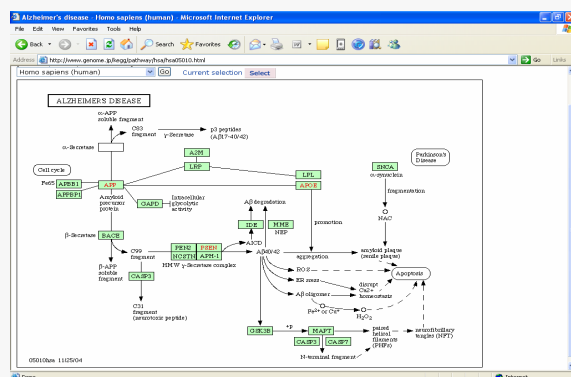 Alzheimer's disease - Homo sapiens (human) - Microsoft Internet Explorer
File Edit View Favorites Tools Help
Back Search Favorites
Address http://www.genome.jp/kegg/pathway/hsa/hsa05010.html Go Links
Homo sapiens (human) Go Current selection Select
ALZHEIMER'S DISEASE
α-APP
soluble fragment
C83
fragment
γ-Secretase
p3 peptides
(Aβ17-40/42)
α-Secretase
A2M
LRP
Cell cycle
Fe65 APBB1
APPBP1
APP
Amyloid
precursor
protein
GAPD
Intracellular
glycolytic
activity
LPL
APOE
SNCA
α-synuclein
Parkinson's
Disease
fragmentation
NAC
Aβ degradation
IDE
MME
NEP
promotion
β-Secretase
BACE
C99
fragment
PEN2 PSEN
NCSTN APH-1
HMW γ-Secretase complex
AICD
Aβ40/42
aggregation
amyloid plaque
(senile plaque)
β-APP
soluble
fragment
CASP3
C31
fragment
(neurotoxic peptide)
ROS
ER stress
Aβ oligomer
disrupt
Ca2+
homeostasis
Apoptosis
Fe3+ or Cu+
H2O2
GSK3B
+p
MAPT
CASP3
CASP7
N-terminal fragment
paired
helical
filaments
(PHFs)
neurofibrillary
tangles (NFT)
05010hsa 11/25/04
Done
Internet